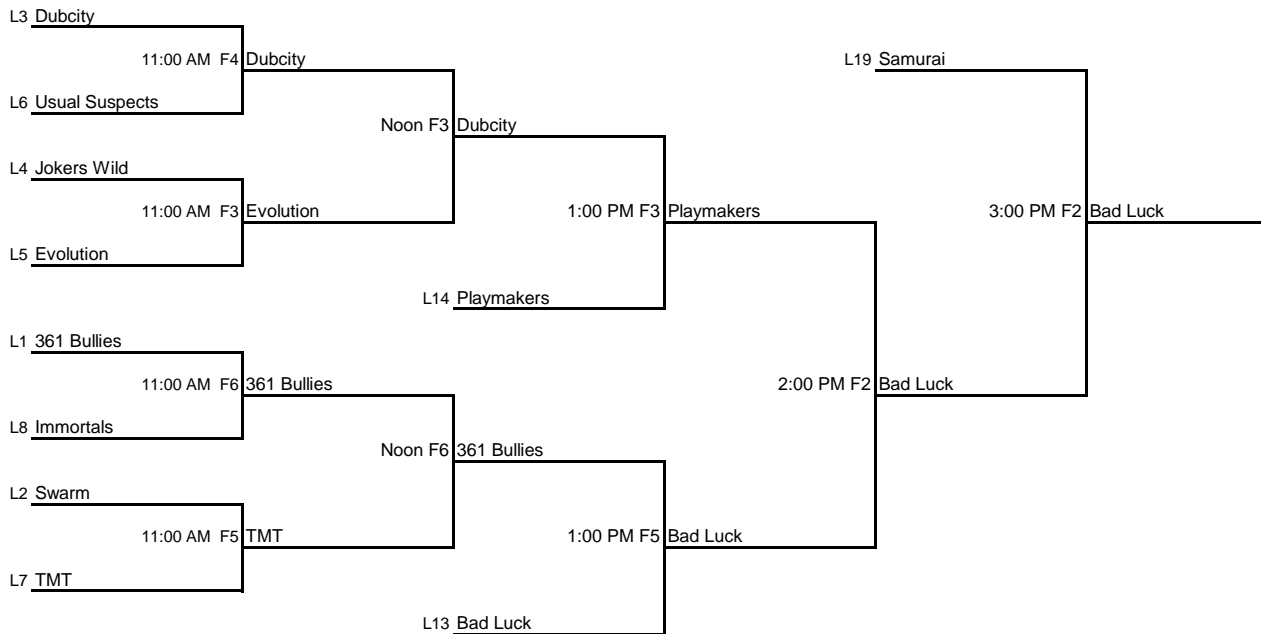 L3 Dubcity
11:00 AM F4 Dubcity
L19 Samurai
L6 Usual Suspects
Noon F3 Dubcity
L4 Jokers Wild
11:00 AM F3 Evolution
1:00 PM F3 Playmakers
3:00 PM F2 Bad Luck
L5 Evolution
L14 Playmakers
L1 361 Bullies
11:00 AM F6 361 Bullies
2:00 PM F2 Bad Luck
L8 Immortals
Noon F6 361 Bullies
L2 Swarm
11:00 AM F5 TMT
1:00 PM F5 Bad Luck
L7 TMT
L13 Bad Luck